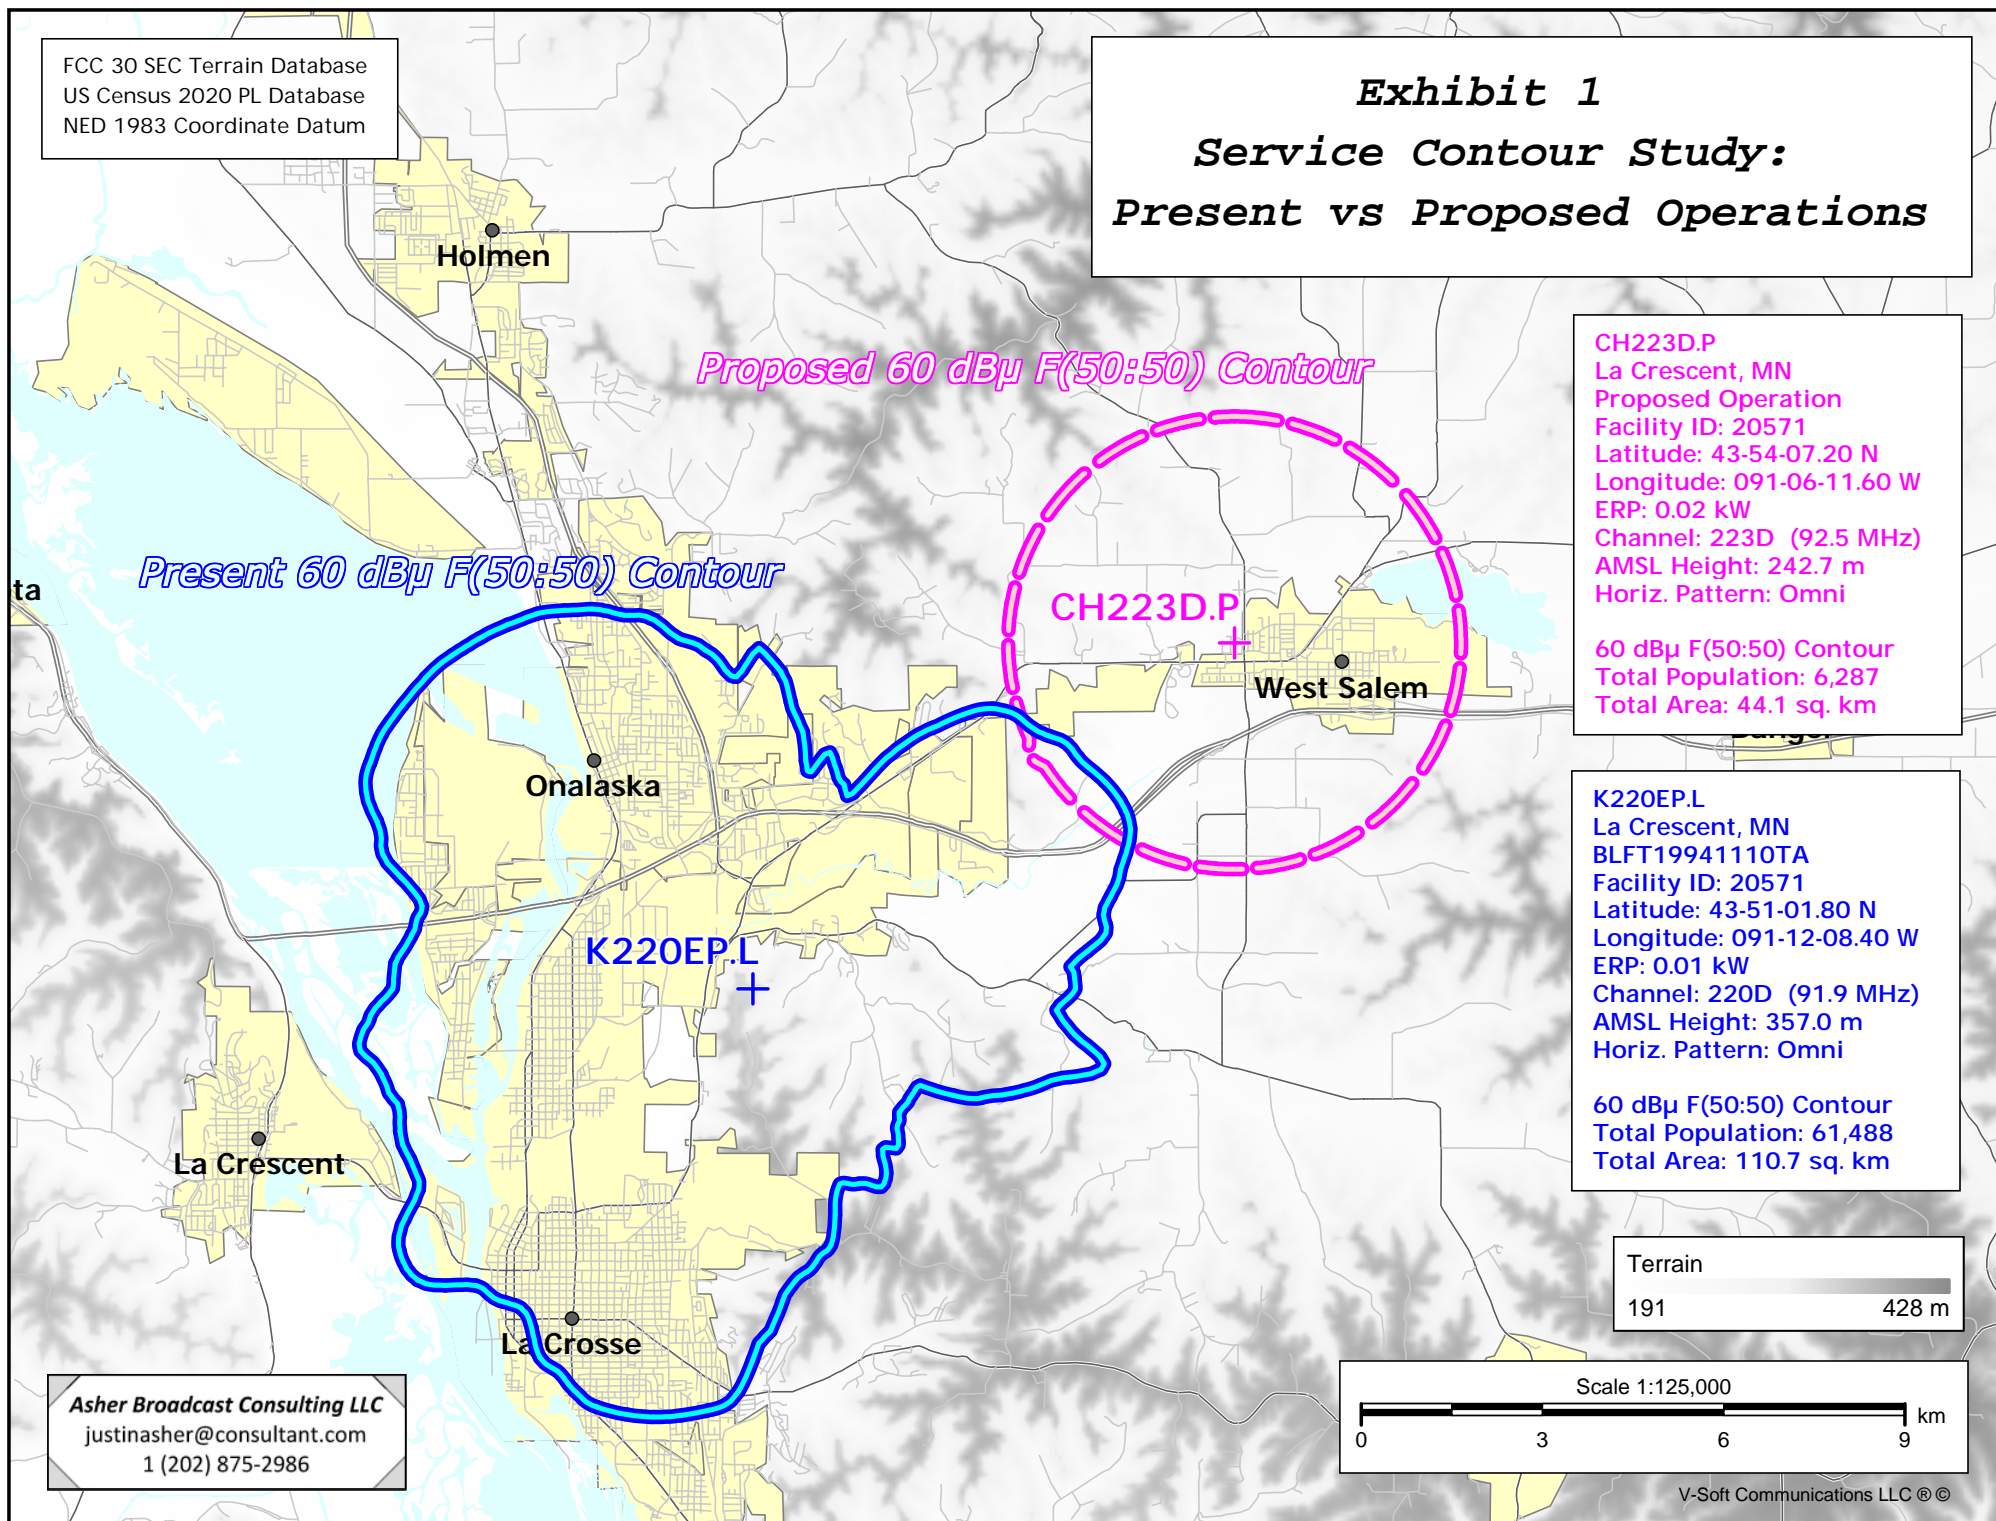 FCC 30 SEC Terrain Database
US Census 2020 PL Database
NED 1983 Coordinate Datum
Exhibit 1
Service Contour Study:
Present vs Proposed Operations
Holmen
Proposed 60 dBµ F(50:50) Contour
CH223D.P
La Crescent, MN
Proposed Operation
Facility ID: 20571
Latitude: 43-54-07.20 N
Longitude: 091-06-11.60 W
ERP: 0.02 kW
Channel: 223D (92.5 MHz)
AMSL Height: 242.7 m
Horiz. Pattern: Omni
60 dBµ F(50:50) Contour
Total Population: 6,287
Total Area: 44.1 sq. km
Present 60 dBµ F(50:50) Contour
ta
CH223D.P
West Salem
Onalaska
K220EP.L
La Crescent, MN
BLFT19941110TA
Facility ID: 20571
Latitude: 43-51-01.80 N
Longitude: 091-12-08.40 W
ERP: 0.01 kW
Channel: 220D (91.9 MHz)
AMSL Height: 357.0 m
Horiz. Pattern: Omni
60 dBµ F(50:50) Contour
Total Population: 61,488
Total Area: 110.7 sq. km
K220EP.L
La Crescent
La Crosse
Terrain
191 428 m
Scale 1:125,000
km
0 3 6 9
Asher Broadcast Consulting LLC
justinasher@consultant.com
1 (202) 875-2986
V-Soft Communications LLC ® ©